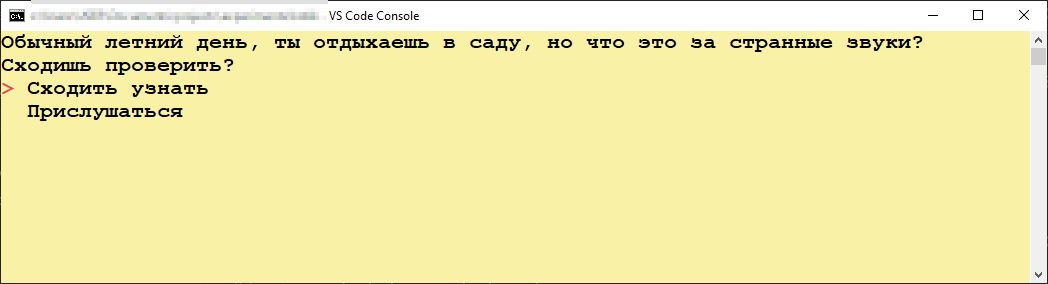 VS Code Console
Обычный летний день, ты отдыхаешь в саду, но что это за странные звуки?
Сходишь проверить?
> Сходить узнать
Прислушаться